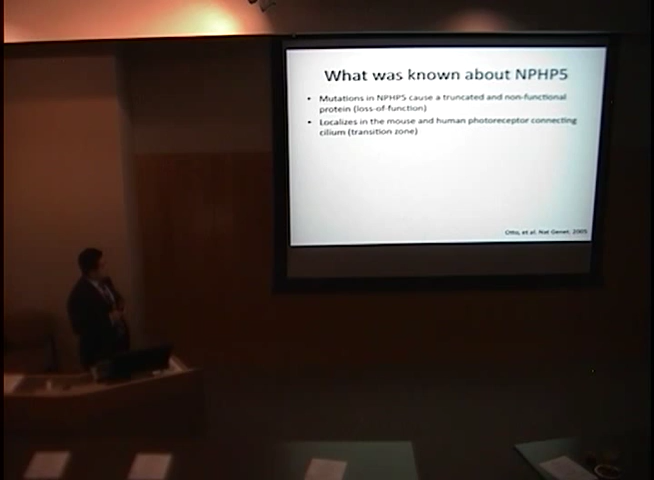 What was known about NPHP5
• Mutations in NPHP5 cause a truncated and non-functional
protein (loss-of-function)
• Localizes in the mouse and human photoreceptor connecting
cilium (transition zone)
Otto, et al. Nat Genet, 2005